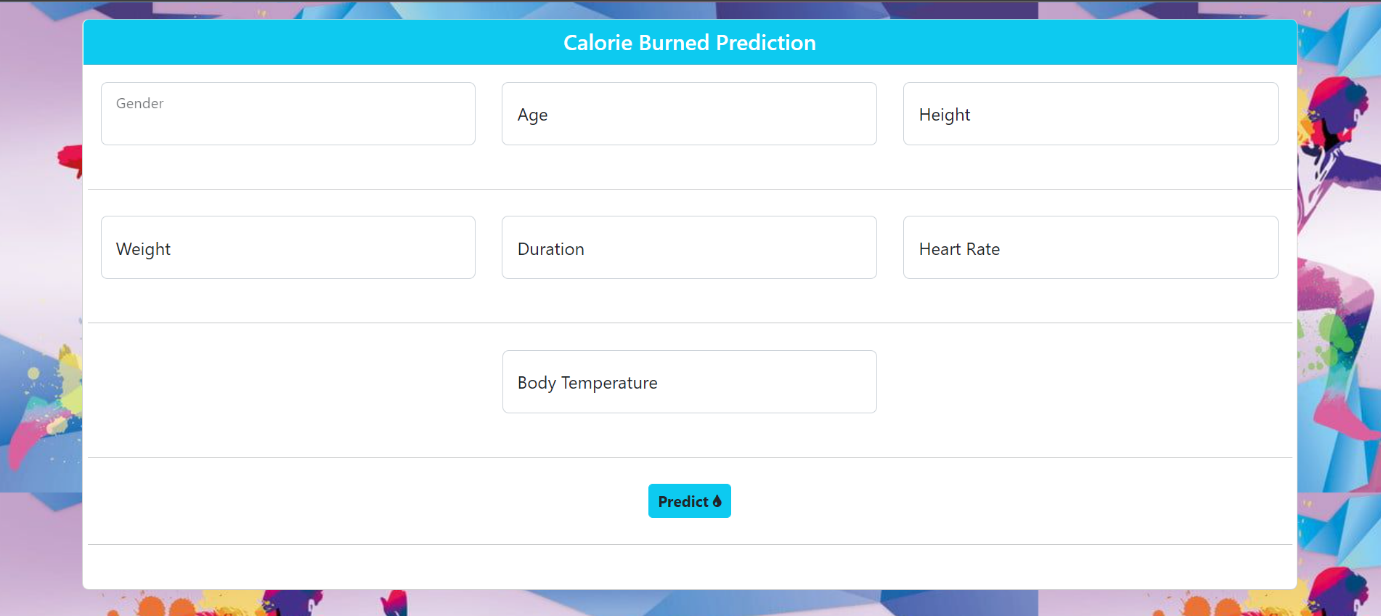 Calorie Burned Prediction
Gender
Age
Height
Weight
Duration
Heart Rate
Body Temperature
Predict